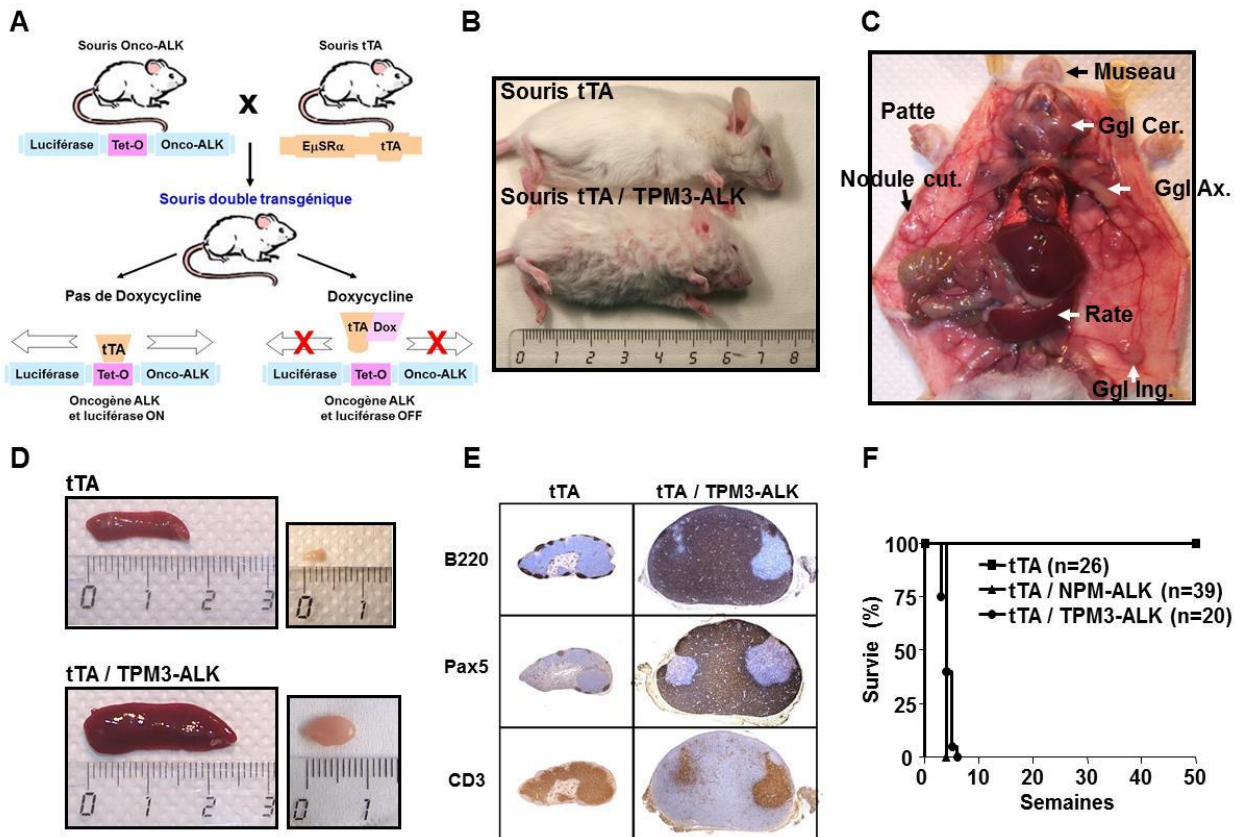 A
Souris Onco-ALK
Souris tTA
X
Luciférase Tet-O Onco-ALK
EµSRα tTA
Souris double transgénique
Pas de Doxycycline
Doxycycline
tTA
Luciférase Tet-O Onco-ALK
Oncogène ALK
et luciférase ON
tTA Dox
X X
Luciférase Tet-O Onco-ALK
Oncogène ALK
et luciférase OFF
B
Souris tTA
Souris tTA / TPM3-ALK
0 1 2 3 4 5 6 7 8
C
Museau
Patte
Ggl Cer.
Nodule cut.
Ggl Ax.
Rate
Ggl Ing.
D
tTA
0 1 2 3
0 1
tTA / TPM3-ALK
0 1 2 3
0 1
E
tTA tTA / TPM3-ALK
B220
Pax5
CD3
F
100
75
50
25
0
Survie (%)
tTA (n=26)
tTA / NPM-ALK (n=39)
tTA / TPM3-ALK (n=20)
0 10 20 30 40 50
Semaines